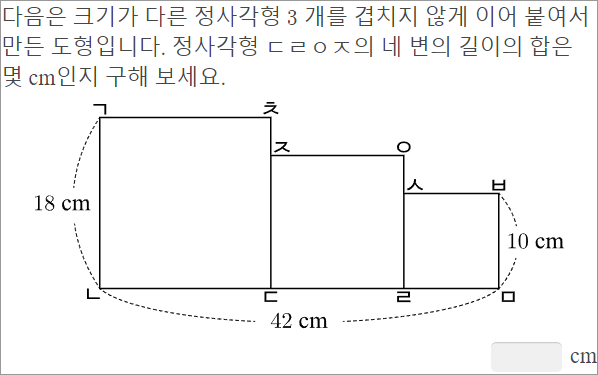 다음은 크기가 다른 정사각형 3 개를 겹치지 않게 이어 붙여서
만든 도형입니다. 정사각형 ㄷㄹㅇㅈ의 네 변의 길이의 합은
몇 cm인지 구해 보세요.
ㄱ ㅊ
ㅈ ㅇ
ㅅ ㅂ
18 cm
10 cm
ㄴ ㄷ ㄹ ㅁ
42 cm
cm